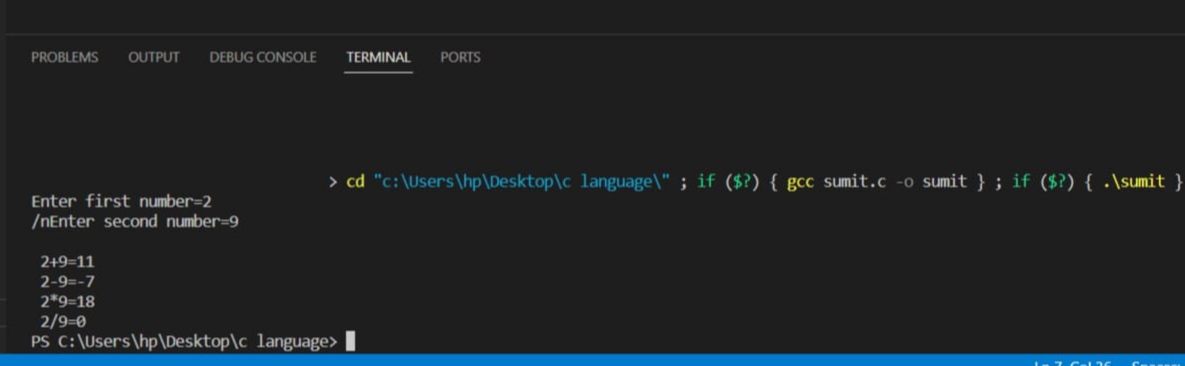 PROBLEMS OUTPUT DEBUG CONSOLE TERMINAL PORTS
> cd "c:\Users\hp\Desktop\c language\" ; if ($?) { gcc sumit.c -o sumit } ; if ($?) { .\sumit }
Enter first number=2
/nEnter second number=9
2+9=11
2-9=-7
2*9=18
2/9=0
PS C:\Users\hp\Desktop\c language>